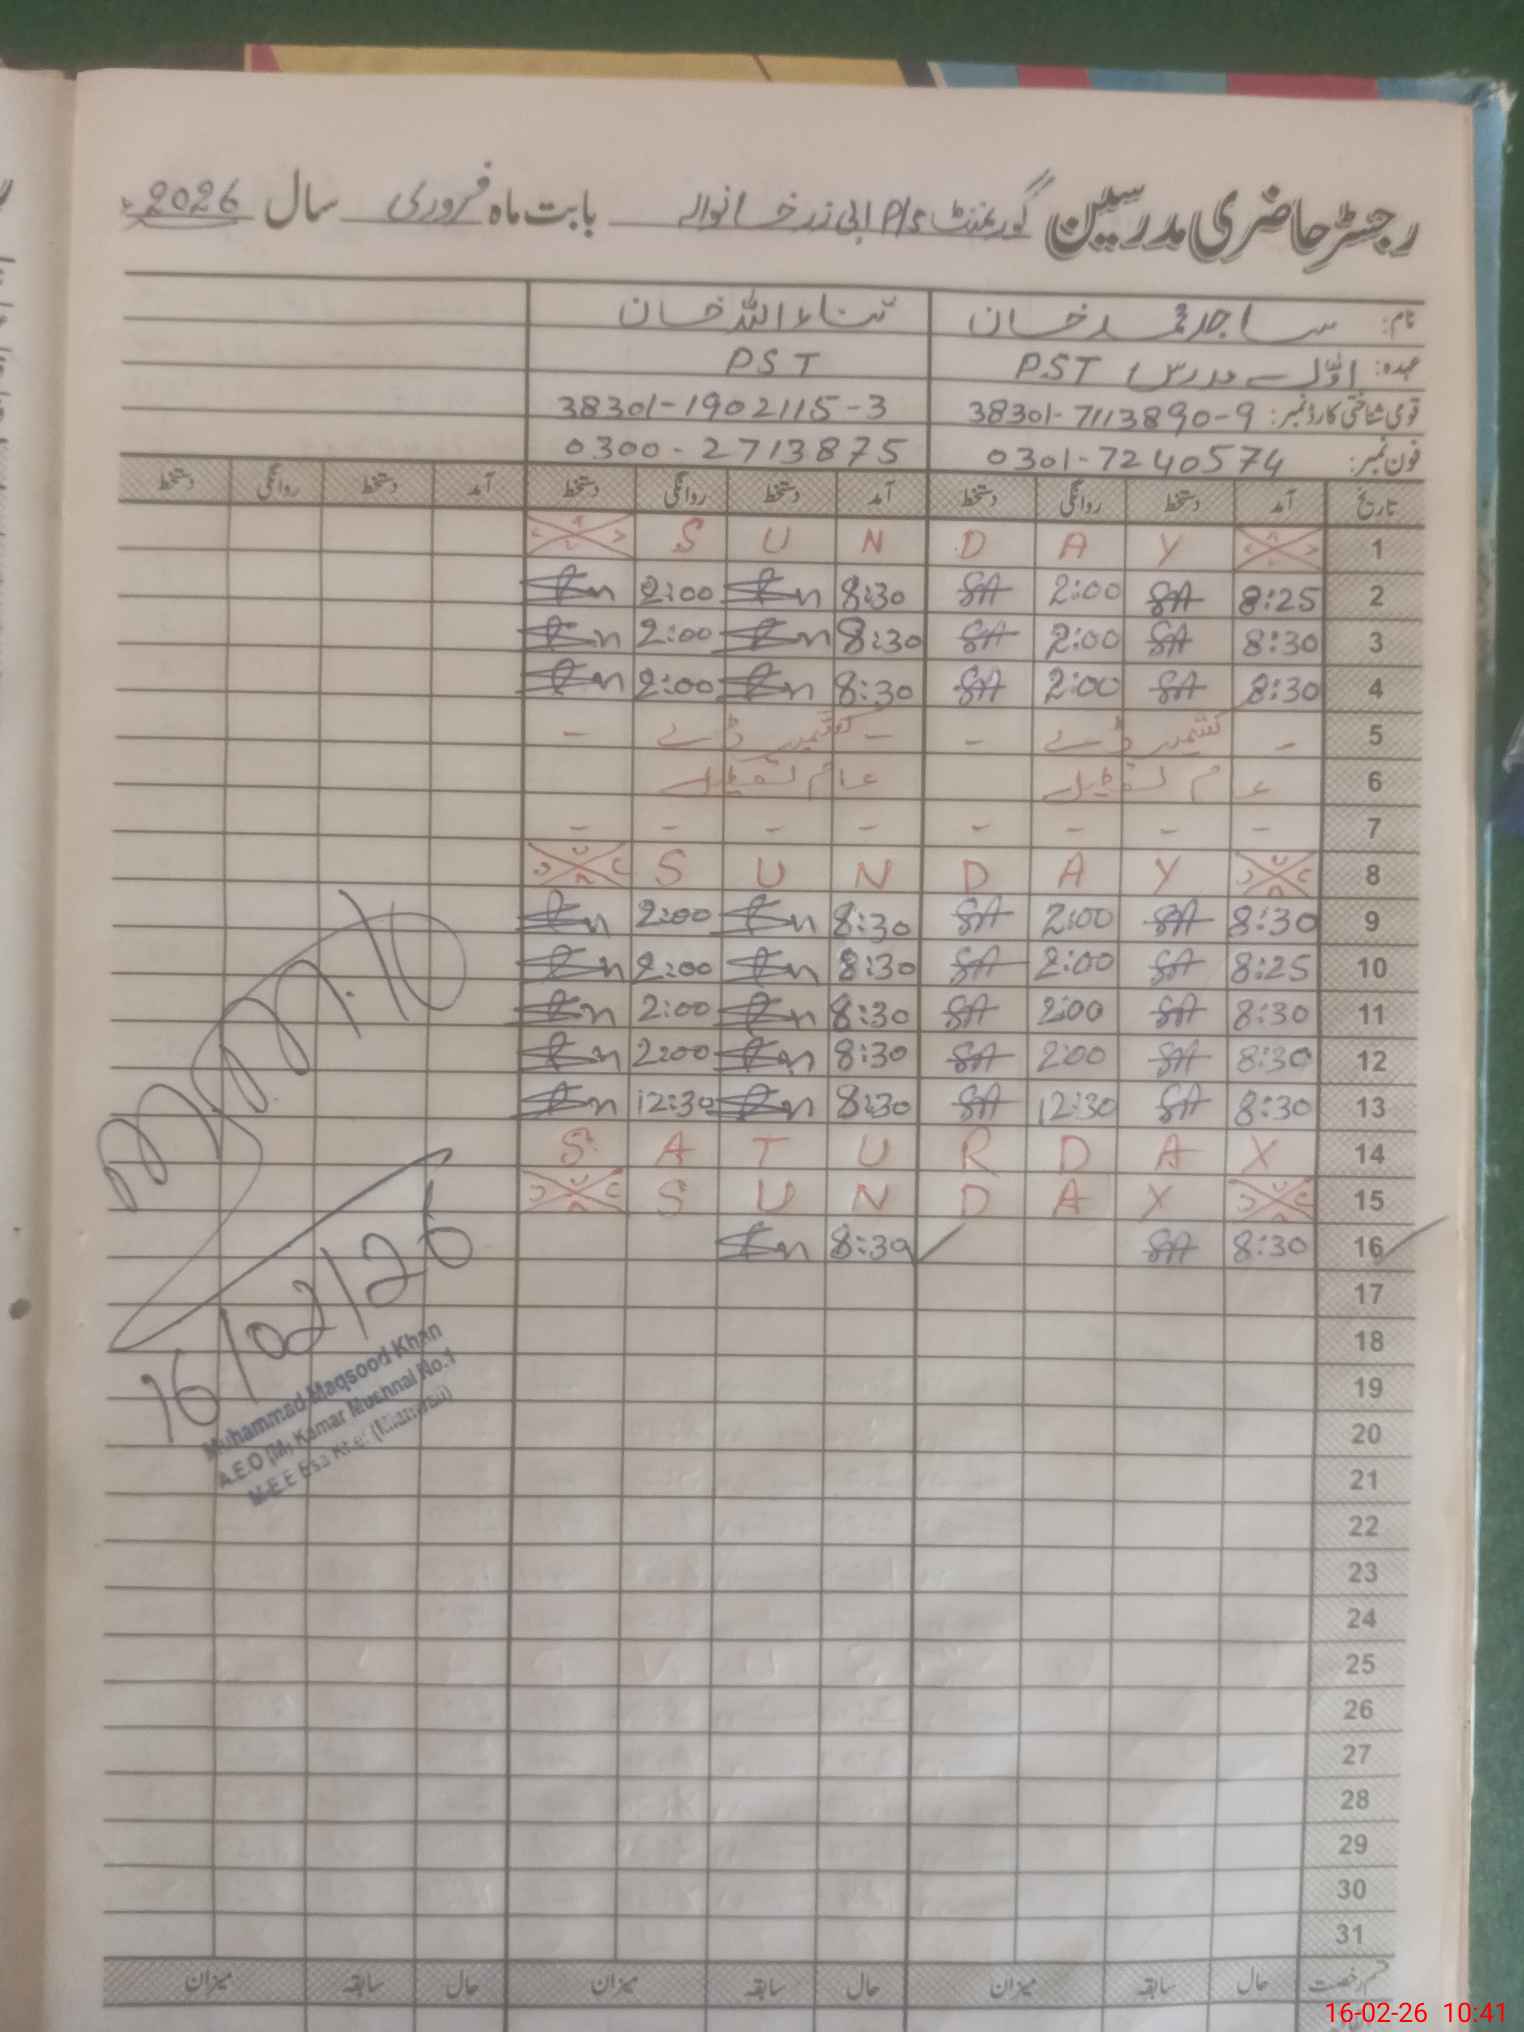 رجسٹر حاضری مدرسین گورنمنٹ P/S ابی زر خانوالہ بابت ماہ فروری سال 2026ء
نام: ساجد محمد خان ثناء اللہ خان
عہدہ: اوّل مدرس PST PST
قومی شناختی کارڈ نمبر: 38301-7113890-9 38301-1902115-3
فون نمبر: 0301-7240574 0300-2713875
تاریخ آمد دستخط روانگی دستخط آمد دستخط روانگی دستخط آمد دستخط روانگی دستخط
1 S U N D A Y
2 8:25 SA 2:00 SA 8:30 2:00
3 8:30 SA 2:00 SA 8:30 2:00
4 8:30 SA 2:00 SA 8:30 2:00
5 - کشمیر ڈے - - کشمیر ڈے -
6 عام تعطیل عام تعطیل
7 - - - - - - - -
8 S U N D A Y
9 8:30 SA 2:00 SA 8:30 2:00
10 8:25 SA 2:00 SA 8:30 2:00
11 8:30 SA 2:00 SA 8:30 2:00
12 8:30 SA 2:00 SA 8:30 2:00
13 8:30 SA 12:30 SA 8:30 12:30
14 S A T U R D A Y
15 S U N D A Y
16 8:30 SA 8:30
17
18
19
20
21
22
23
24
25
26
27
28
29
30
31
16/02/26
Muhammad Maqsood Khan
A.E.O (M) Kamar Mushnai No.1
M-E.E Esa Khel (Mianwali)
قسم رخصت حال سابقہ میزان حال سابقہ میزان حال سابقہ میزان
16-02-26 10:41